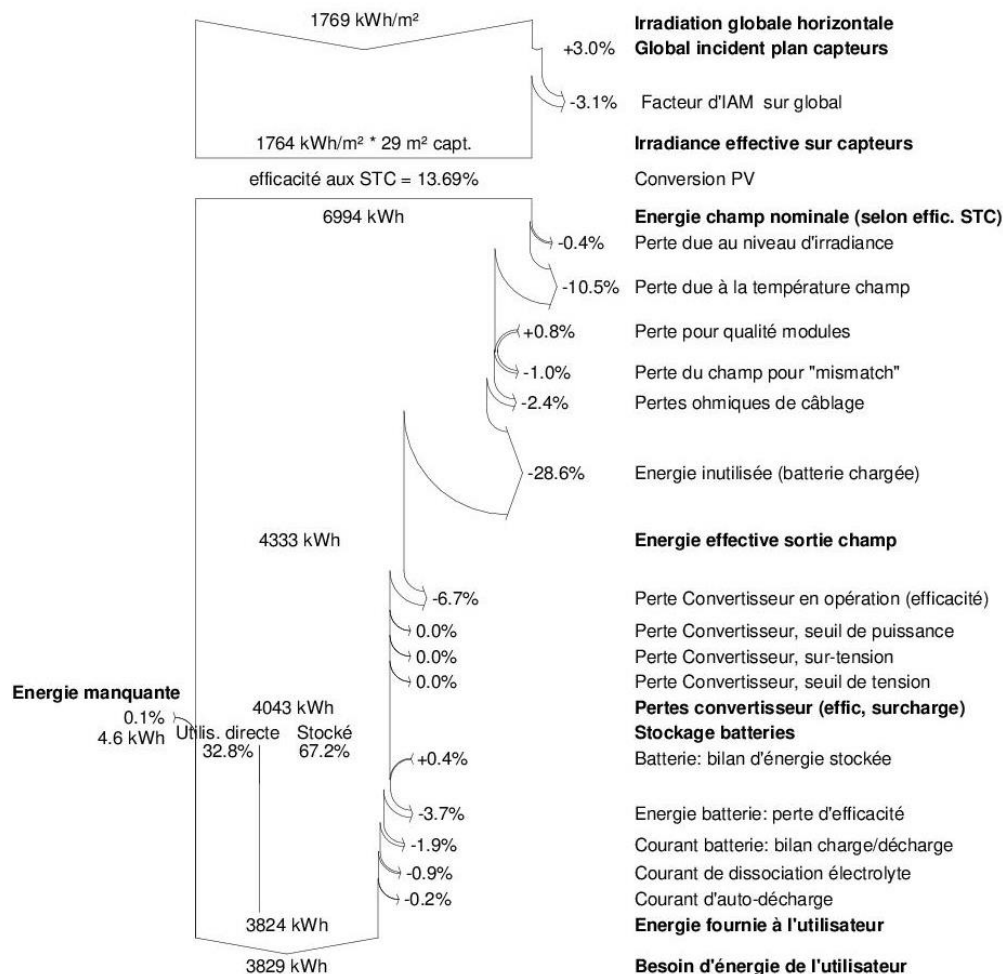 1769 kWh/m² Irradiation globale horizontale
+3.0% Global incident plan capteurs
-3.1% Facteur d'IAM sur global
1764 kWh/m² * 29 m² capt. Irradiance effective sur capteurs
efficacité aux STC = 13.69% Conversion PV
6994 kWh Energie champ nominale (selon effic. STC)
-0.4% Perte due au niveau d'irradiance
-10.5% Perte due à la température champ
+0.8% Perte pour qualité modules
-1.0% Perte du champ pour "mismatch"
-2.4% Pertes ohmiques de câblage
-28.6% Energie inutilisée (batterie chargée)
4333 kWh Energie effective sortie champ
-6.7% Perte Convertisseur en opération (efficacité)
0.0% Perte Convertisseur, seuil de puissance
0.0% Perte Convertisseur, sur-tension
0.0% Perte Convertisseur, seuil de tension
Energie manquante
4043 kWh Pertes convertisseur (effic, surcharge)
0.1%
4.6 kWh Utilis. directe Stocké Stockage batteries
32.8% 67.2% +0.4% Batterie: bilan d'énergie stockée
-3.7% Energie batterie: perte d'efficacité
-1.9% Courant batterie: bilan charge/décharge
-0.9% Courant de dissociation électrolyte
-0.2% Courant d'auto-décharge
3824 kWh Energie fournie à l'utilisateur
3829 kWh Besoin d'énergie de l'utilisateur